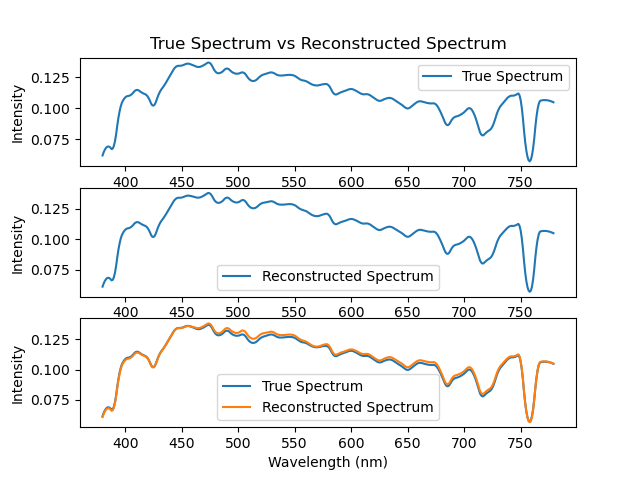 True Spectrum vs Reconstructed Spectrum
Intensity
0.125
0.100
0.075
True Spectrum
400 450 500 550 600 650 700 750
Intensity
0.125
0.100
0.075
Reconstructed Spectrum
400 450 500 550 600 650 700 750
Intensity
0.125
0.100
0.075
True Spectrum
Reconstructed Spectrum
400 450 500 550 600 650 700 750
Wavelength (nm)